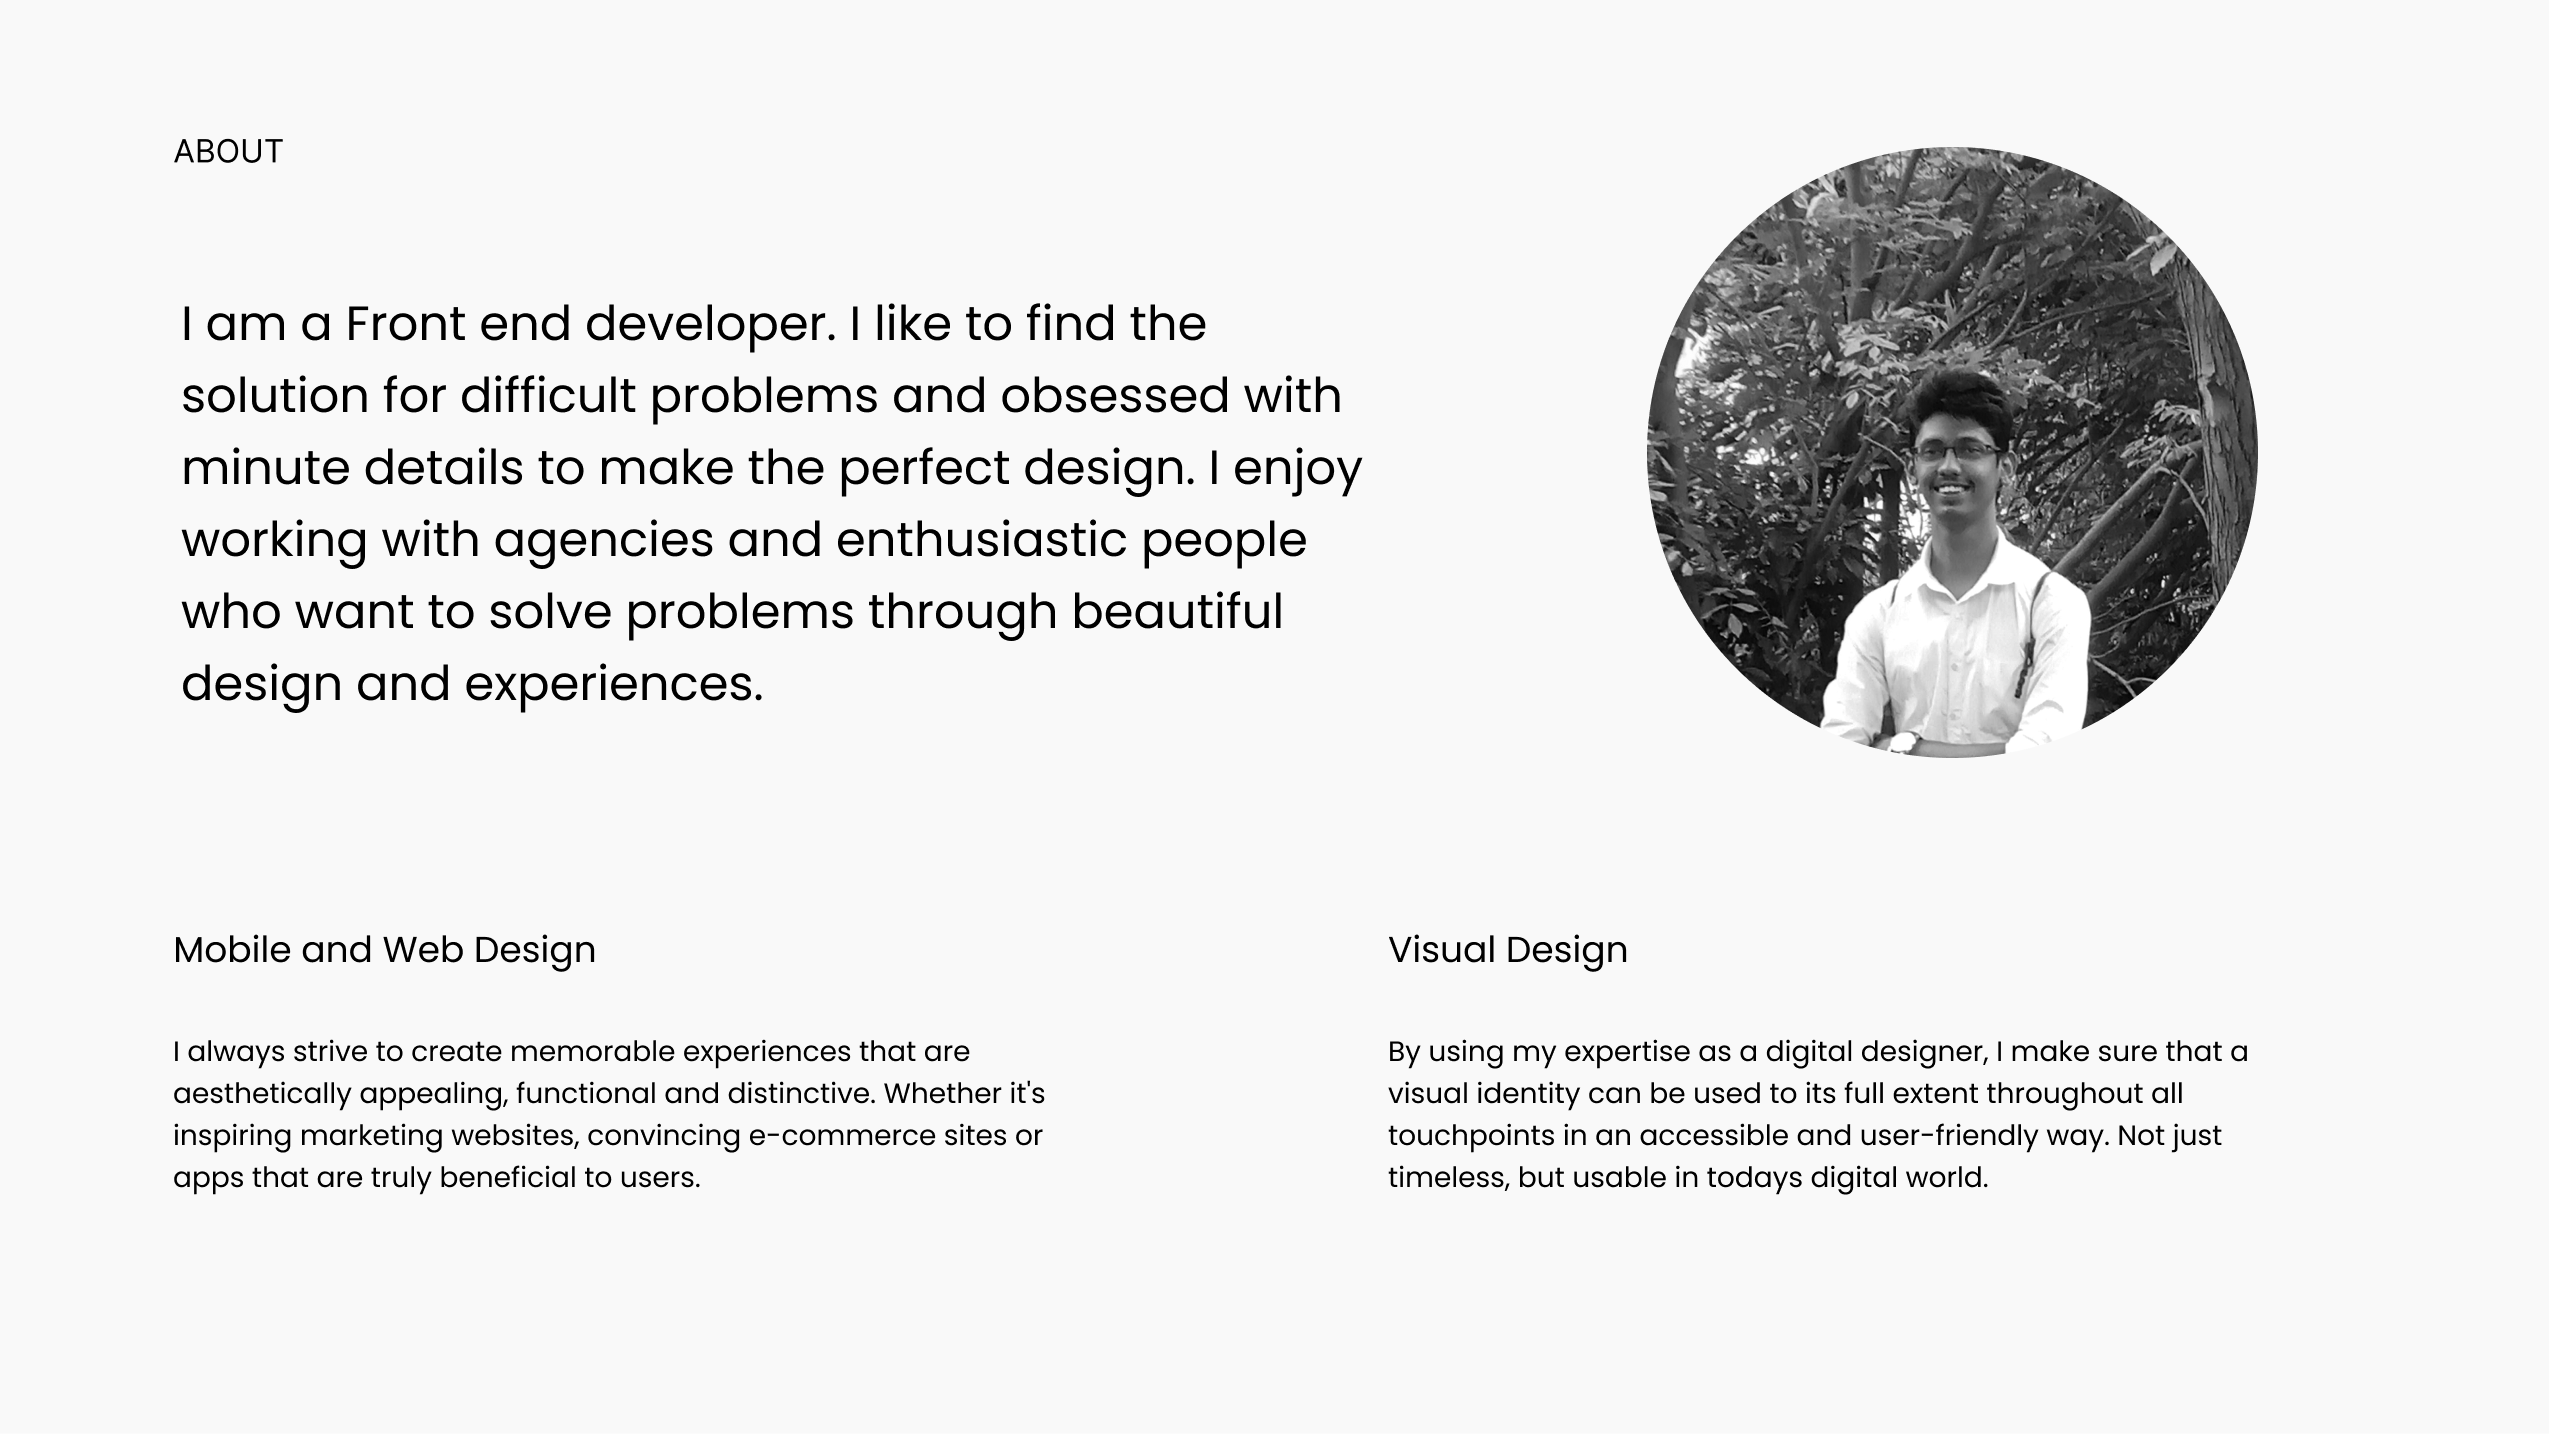 ABOUT
I am a Front end developer. I like to find the
solution for difficult problems and obsessed with
minute details to make the perfect design. I enjoy
working with agencies and enthusiastic people
who want to solve problems through beautiful
design and experiences.
Mobile and Web Design
I always strive to create memorable experiences that are
aesthetically appealing, functional and distinctive. Whether it's
inspiring marketing websites, convincing e-commerce sites or
apps that are truly beneficial to users.
Visual Design
By using my expertise as a digital designer, I make sure that a
visual identity can be used to its full extent throughout all
touchpoints in an accessible and user-friendly way. Not just
timeless, but usable in todays digital world.